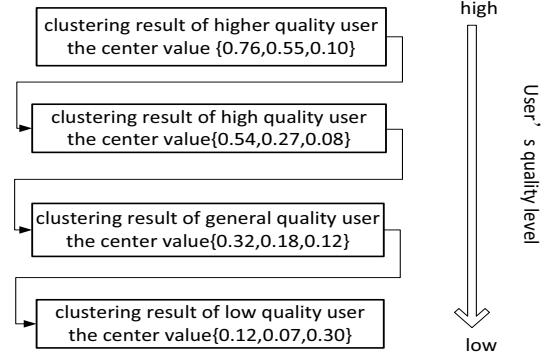 clustering result of higher quality user
the center value {0.76,0.55,0.10}
clustering result of high quality user
the center value{0.54,0.27,0.08}
clustering result of general quality user
the center value{0.32,0.18,0.12}
clustering result of low quality user
the center value{0.12,0.07,0.30}
high
User’s quality level
low